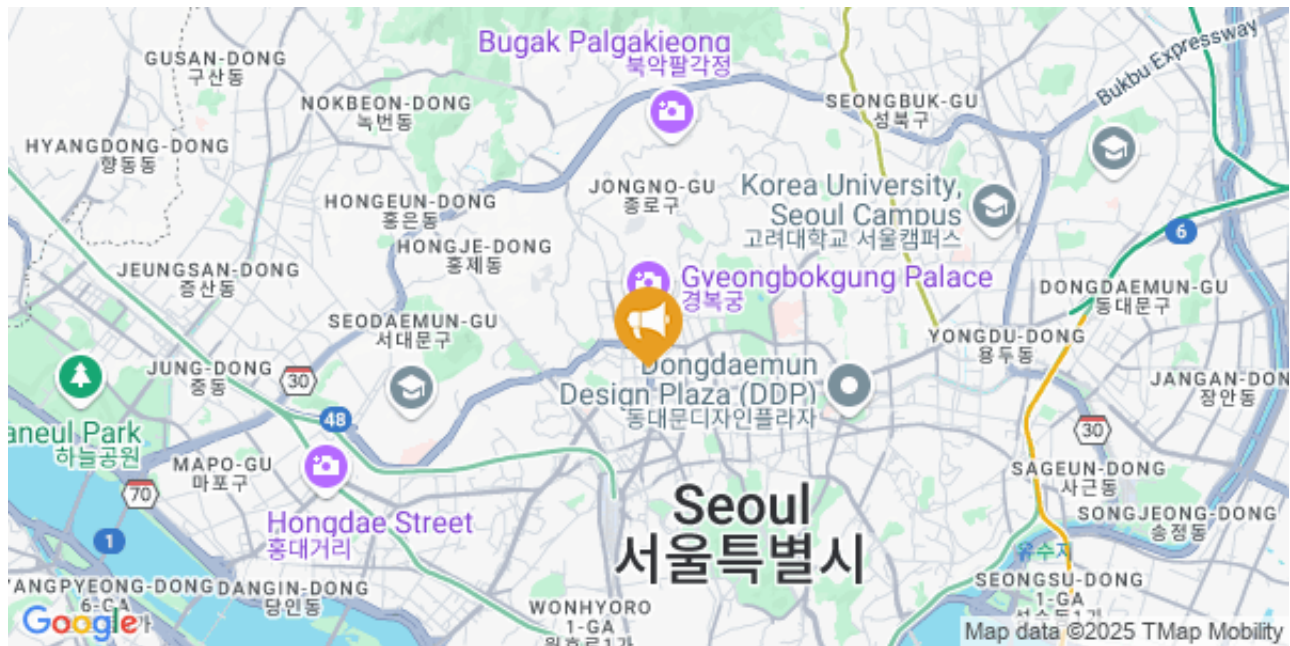 Bugak Palgakjeong
북악팔각정
GUSAN-DONG
구산동
Bukbu Expressway
NOKBEON-DONG
녹번동
SEONGBUK-GU
성북구
HYANGDONG-DONG
향동동
JONGNO-GU
종로구
Korea University,
Seoul Campus
고려대학교 서울캠퍼스
HONGEUN-DONG
홍은동
HONGJE-DONG
홍제동
6
JEUNGSAN-DONG
증산동
Gyeongbokgung Palace
경복궁
DONGDAEMUN-GU
동대문구
SEODAEMUN-GU
서대문구
YONGDU-DONG
용두동
JUNG-DONG
중동
30
Dongdaemun
Design Plaza (DDP)
동대문디자인플라자
JANGAN-DON
장안동
48
30
aneul Park
하늘공원
MAPO-GU
마포구
70
SAGEUN-DONG
사근동
Seoul
서울특별시
Hongdae Street
홍대거리
SONGJEONG-DONG
송정동
1
유수지
YANGPYEONG-DONG
6-GA
DANGIN-DONG
당인동
SEONGSU-DONG
1-GA
WONHYORO
1-GA
Google
Map data ©2025 TMap Mobility